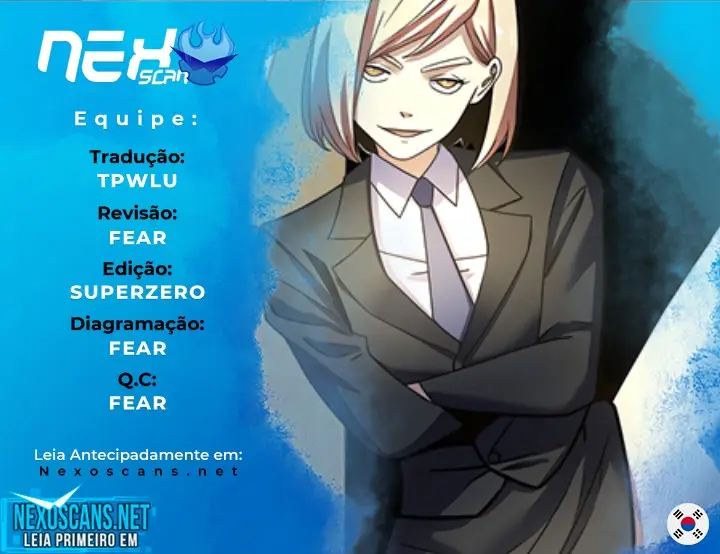 NEXO
SCAN
Equipe:
Tradução:
TPWLU
Revisão:
FEAR
Edição:
SUPERZERO
Diagramação:
FEAR
Q.C:
FEAR
Leia Antecipadamente em:
Nexoscans.net
NEXOSCANS.NET
LEIA PRIMEIRO EM